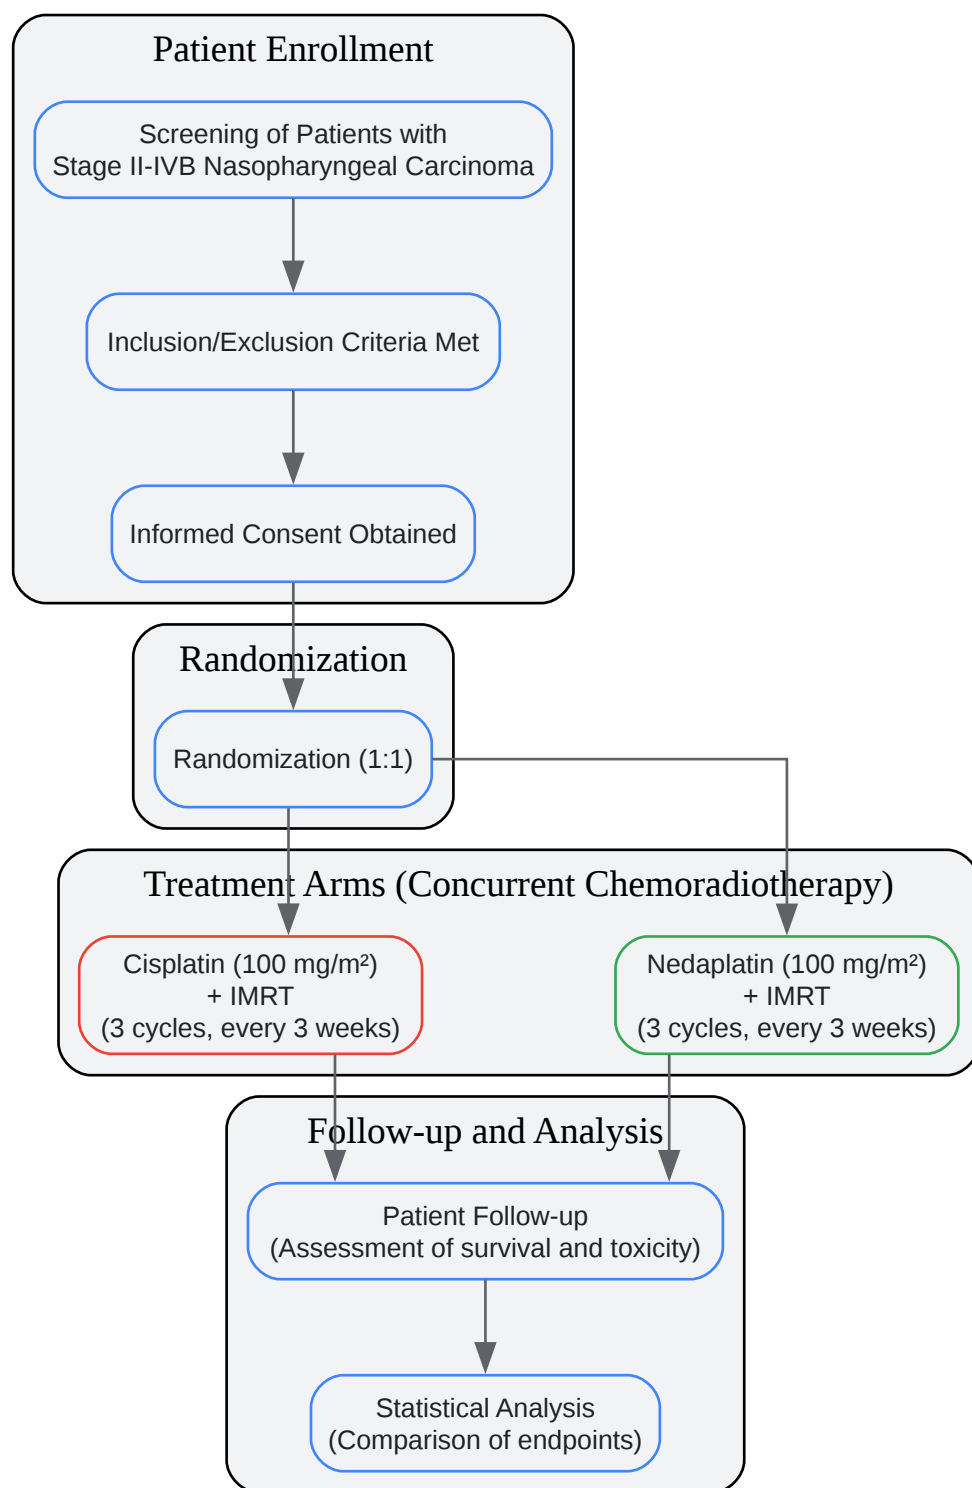 Patient Enrollment
Screening of Patients with
Stage II-IVB Nasopharyngeal Carcinoma
Inclusion/Exclusion Criteria Met
Informed Consent Obtained
Randomization
Randomization (1:1)
Treatment Arms (Concurrent Chemoradiotherapy)
Cisplatin (100 mg/m²)
+ IMRT
(3 cycles, every 3 weeks)
Nedaplatin (100 mg/m²)
+ IMRT
(3 cycles, every 3 weeks)
Follow-up and Analysis
Patient Follow-up
(Assessment of survival and toxicity)
Statistical Analysis
(Comparison of endpoints)